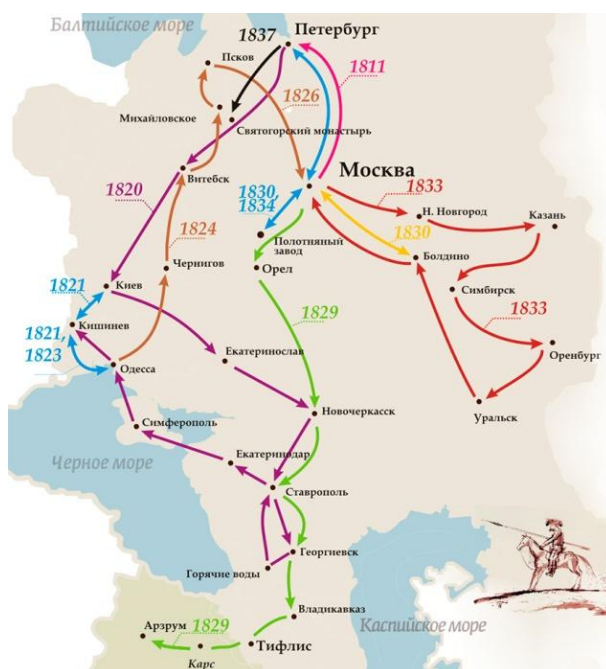 Балтийское море
1837
Петербург
Псков
1811
1826
Михайловское
Святогорский монастырь
Москва
Витебск
1820
1830,
1834
1833
Н. Новгород
Казань
1824
Полотняный
завод
1830
Болдино
Орел
Чернигов
Симбирск
Киев
1821
1829
1833
Кишинев
1821,
1823
Екатеринослав
Оренбург
Одесса
Уральск
Новочеркасск
Симферополь
Екатеринодар
Черное море
Ставрополь
Георгиевск
Горячие воды
Владикавказ
Каспийское море
Арзрум
1829
Тифлис
Карс